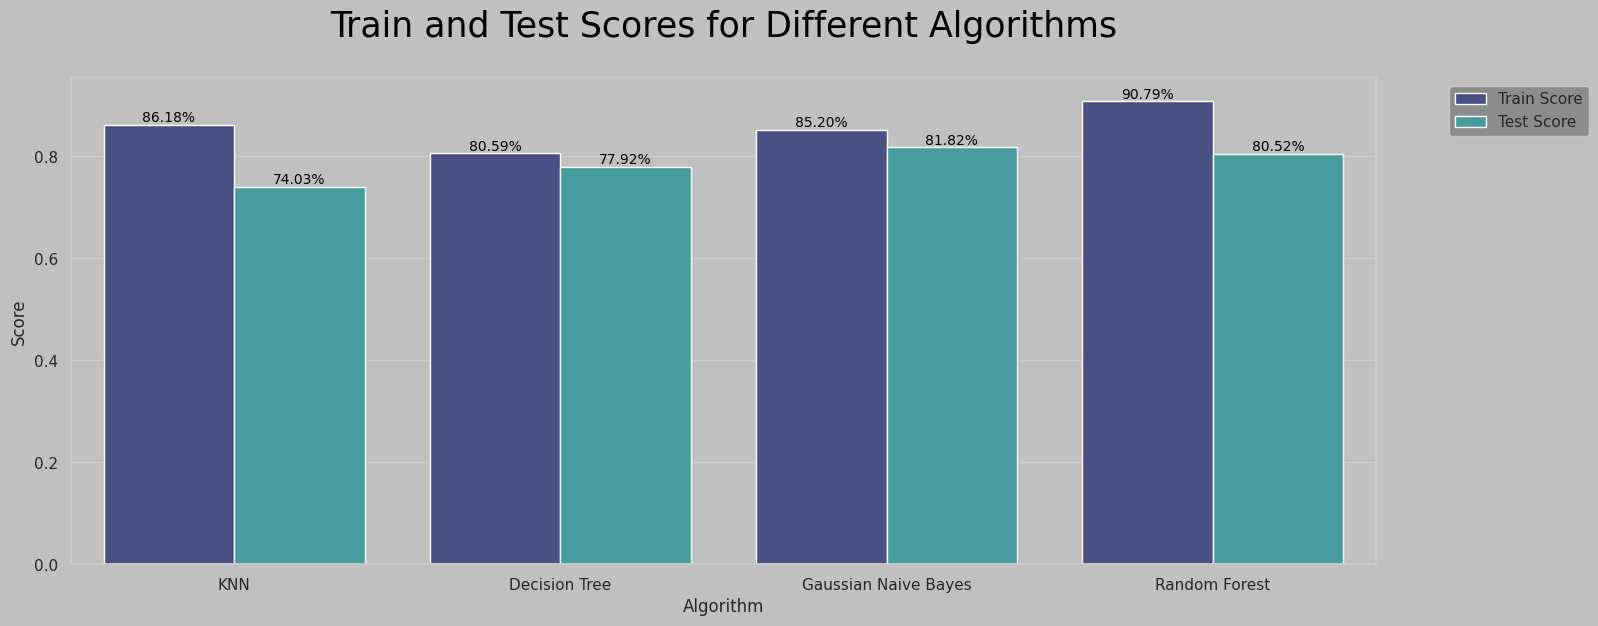 Train and Test Scores for Different Algorithms
Train Score
Test Score
Score
0.8
0.6
0.4
0.2
0.0
86.18%
74.03%
80.59%
77.92%
85.20%
81.82%
90.79%
80.52%
KNN
Decision Tree
Gaussian Naive Bayes
Random Forest
Algorithm